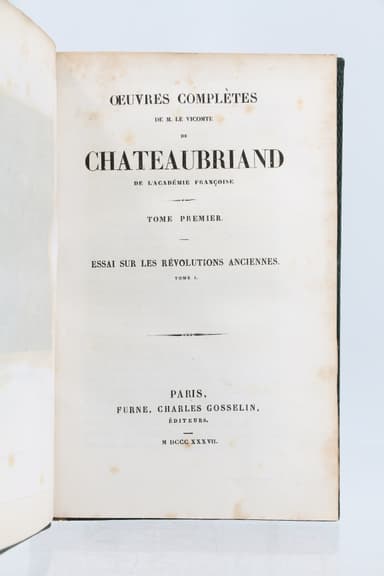 ŒUVRES COMPLÈTES
DE M. LE VICOMTE
DE
CHATEAUBRIAND
DE L'ACADÉMIE FRANÇOISE.
TOME PREMIER.
ESSAI SUR LES RÉVOLUTIONS ANCIENNES.
TOME I.
PARIS,
FURNE, CHARLES GOSSELIN,
ÉDITEURS.
M DCCC XXXVII.